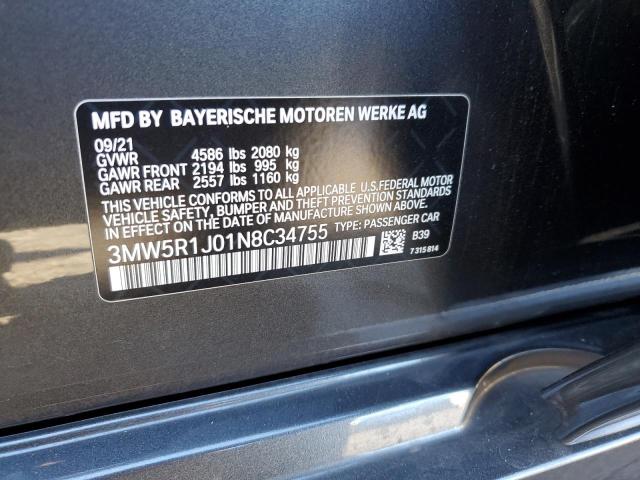 MFD BY BAYERISCHE MOTOREN WERKE AG
09/21
GVWR 4586 lbs 2080 kg
GAWR FRONT 2194 lbs 995 kg
GAWR REAR 2557 lbs 1160 kg
THIS VEHICLE CONFORMS TO ALL APPLICABLE U.S.FEDERAL MOTOR
VEHICLE SAFETY, BUMPER AND THEFT PREVENTION STANDARDS
IN EFFECT ON THE DATE OF MANUFACTURE SHOWN ABOVE.
3MW5R1J01N8C34755 TYPE: PASSENGER CAR
B39
7 315 814